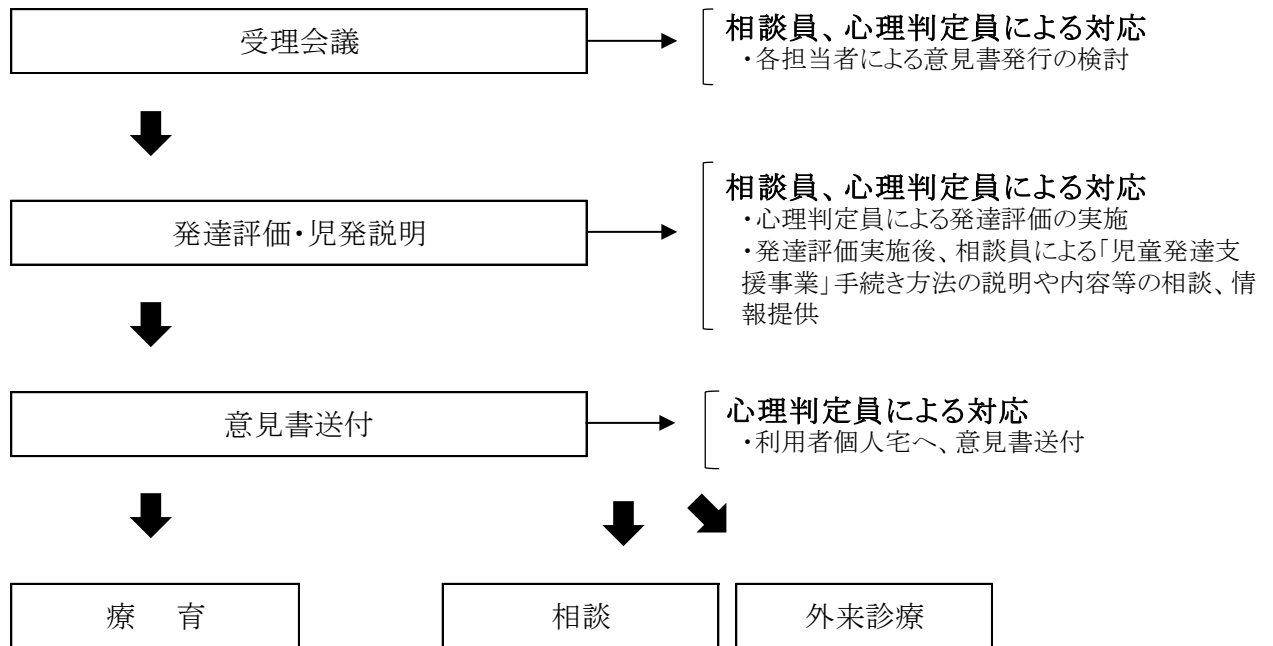 受理会議
相談員、心理判定員による対応
・各担当者による意見書発行の検討
発達評価・児発説明
相談員、心理判定員による対応
・心理判定員による発達評価の実施
・発達評価実施後、相談員による「児童発達支
援事業」手続き方法の説明や内容等の相談、情
報提供
意見書送付
心理判定員による対応
・利用者個人宅へ、意見書送付
療　育
相談
外来診療